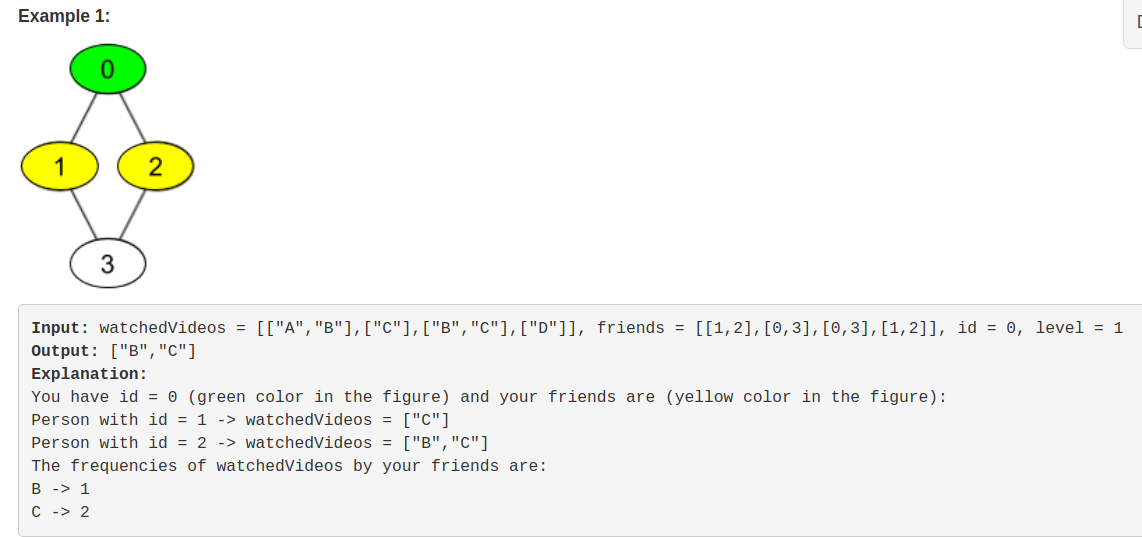 Example 1:
0
1 2
3
Input: watchedVideos = [["A","B"],["C"],["B","C"],["D"]], friends = [[1,2],[0,3],[0,3],[1,2]], id = 0, level = 1
Output: ["B","C"]
Explanation:
You have id = 0 (green color in the figure) and your friends are (yellow color in the figure):
Person with id = 1 -> watchedVideos = ["C"]
Person with id = 2 -> watchedVideos = ["B","C"]
The frequencies of watchedVideos by your friends are:
B -> 1
C -> 2